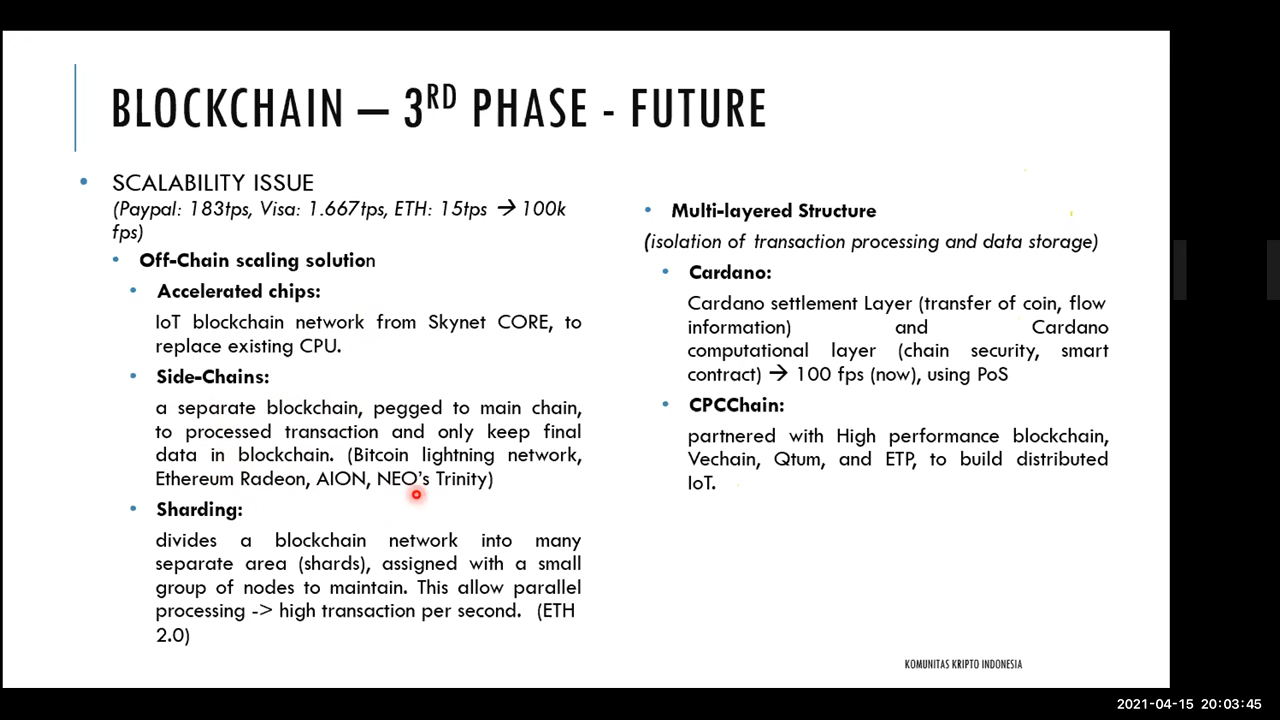 BLOCKCHAIN – 3RD PHASE - FUTURE
• SCALABILITY ISSUE
(Paypal: 183tps, Visa: 1.667tps, ETH: 15tps → 100k
fps)
• Off-Chain scaling solution
• Accelerated chips:
IoT blockchain network from Skynet CORE, to
replace existing CPU.
• Side-Chains:
a separate blockchain, pegged to main chain,
to processed transaction and only keep final
data in blockchain. (Bitcoin lightning network,
Ethereum Radeon, AION, NEO's Trinity)
• Sharding:
divides a blockchain network into many
separate area (shards), assigned with a small
group of nodes to maintain. This allow parallel
processing -> high transaction per second. (ETH
2.0)
• Multi-layered Structure
(isolation of transaction processing and data storage)
• Cardano:
Cardano settlement Layer (transfer of coin, flow
information) and Cardano
computational layer (chain security, smart
contract) → 100 fps (now), using PoS
• CPCChain:
partnered with High performance blockchain,
Vechain, Qtum, and ETP, to build distributed
IoT.
KOMUNITAS KRIPTO INDONESIA
2021-04-15 20:03:45